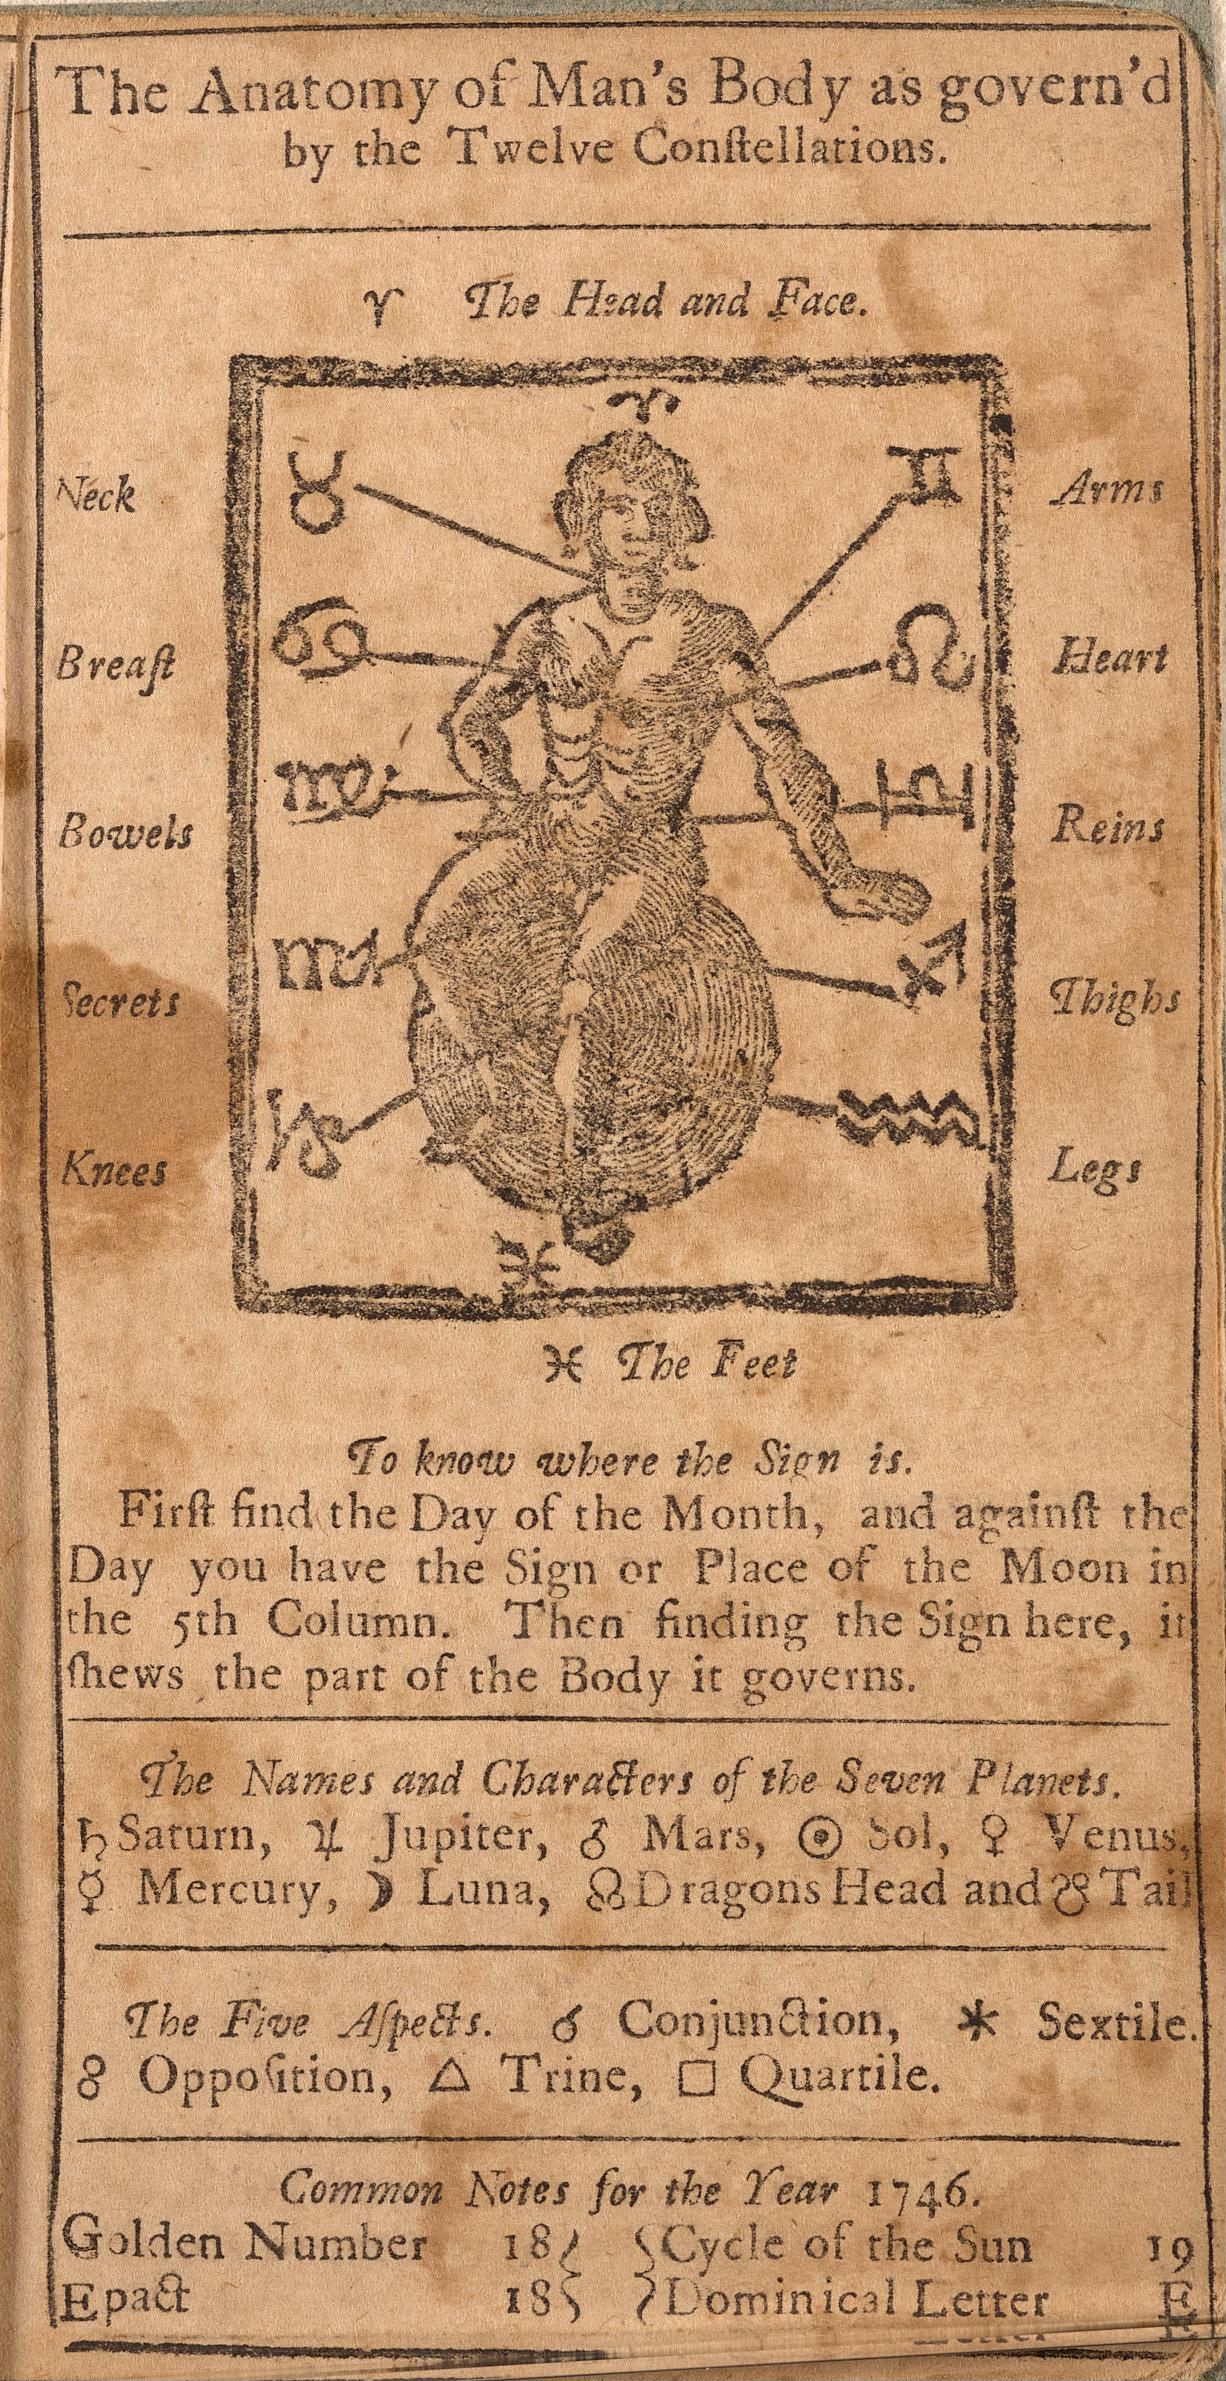 The Anatomy of Man's Body as govern'd
by the Twelve Conſtellations.
♈ The Head and Face.
♈
Neck ♉ ♊ Arms
Breaſt ♋ ♌ Heart
Bowels ♍ ♎ Reins
Secrets ♏ ♐ Thighs
Knees ♑ ♒ Legs
♓
♓ The Feet
To know where the Sign is.
Firſt find the Day of the Month, and againſt the
Day you have the Sign or Place of the Moon in
the 5th Column. Then finding the Sign here, it
ſhews the part of the Body it governs.
The Names and Characters of the Seven Planets.
♄ Saturn, ♃ Jupiter, ♂ Mars, ☉ Sol, ♀ Venus,
☿ Mercury, ☽ Luna, ☊ Dragons Head and ☋ Tail
The Five Aſpects. ☌ Conjunction, ⚹ Sextile.
☍ Oppoſition, △ Trine, □ Quartile.
Common Notes for the Year 1746.
Golden Number 18 } { Cycle of the Sun 19
Epact 18 } { Dominical Letter E